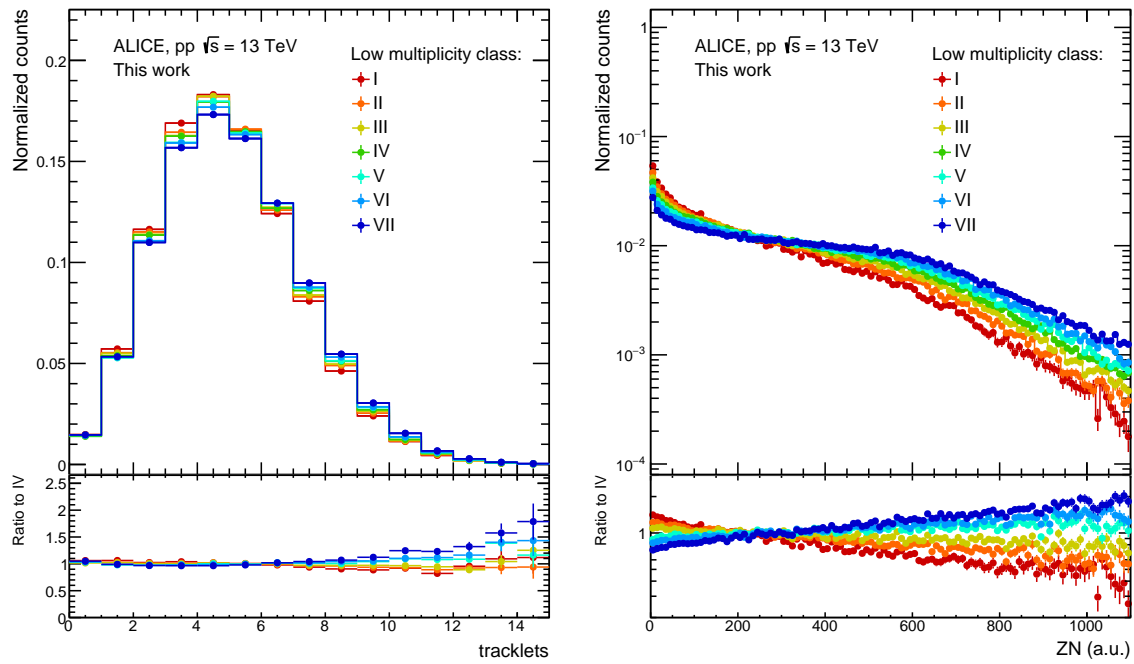 ALICE, pp √s = 13 TeV
This work
Low multiplicity class:
I
II
III
IV
V
VI
VII
Normalized counts
0.2
0.15
0.1
0.05
0
Ratio to IV
2.5
2
1.5
1
0.5
0
0 2 4 6 8 10 12 14
tracklets
ALICE, pp √s = 13 TeV
This work
Low multiplicity class:
I
II
III
IV
V
VI
VII
Normalized counts
1
10⁻¹
10⁻²
10⁻³
10⁻⁴
Ratio to IV
1
0 200 400 600 800 1000
ZN (a.u.)